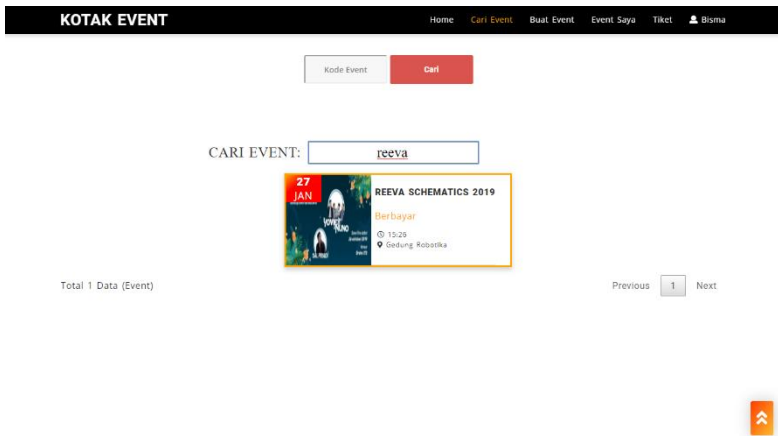 KOTAK EVENT
Home Cari Event Buat Event Event Saya Tiket Bisma
Kode Event Cari
CARI EVENT: reeva
27
JAN
REEVA SCHEMATICS 2019
Berbayar
15:26
Gedung Robotika
Total 1 Data (Event)
Previous 1 Next